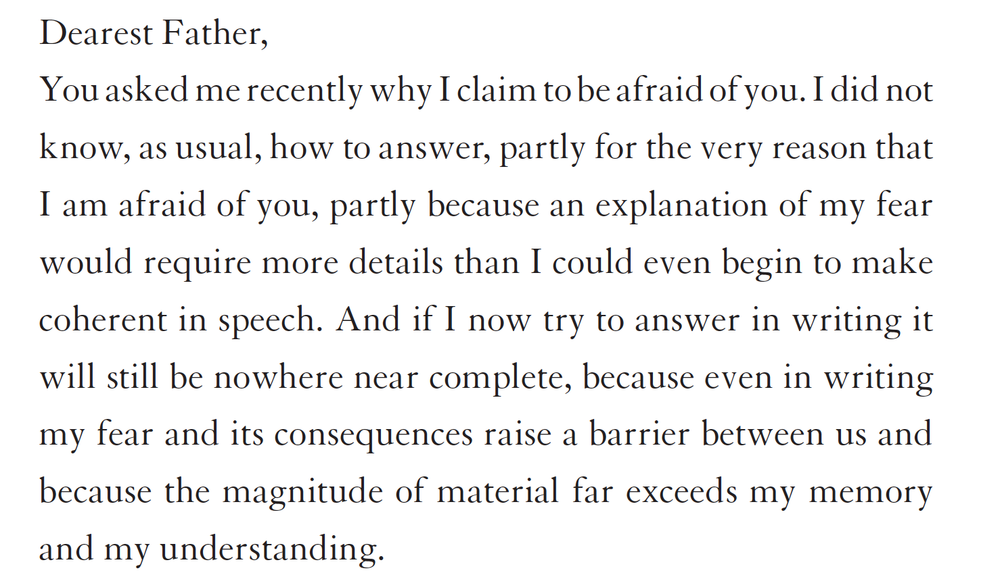 Dearest Father,
You asked me recently why I claim to be afraid of you. I did not
know, as usual, how to answer, partly for the very reason that
I am afraid of you, partly because an explanation of my fear
would require more details than I could even begin to make
coherent in speech. And if I now try to answer in writing it
will still be nowhere near complete, because even in writing
my fear and its consequences raise a barrier between us and
because the magnitude of material far exceeds my memory
and my understanding.